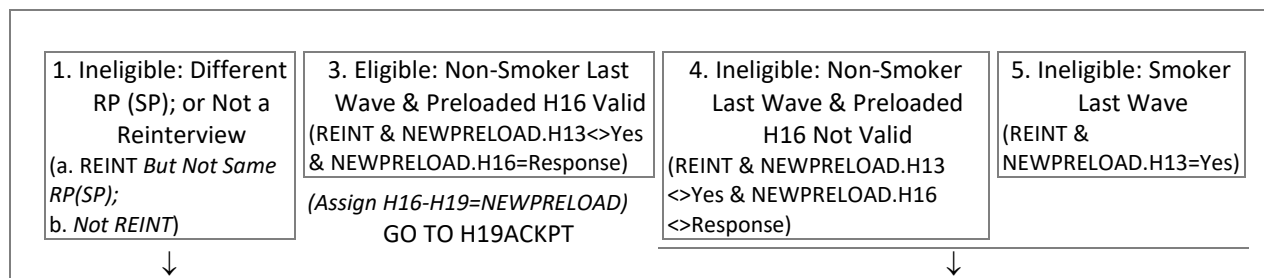 1. Ineligible: Different
RP (SP); or Not a
Reinterview
(a. REINT But Not Same
RP(SP);
b. Not REINT)
↓
3. Eligible: Non-Smoker Last
Wave & Preloaded H16 Valid
(REINT & NEWPRELOAD.H13<>Yes
& NEWPRELOAD.H16=Response)
(Assign H16-H19=NEWPRELOAD)
GO TO H19ACKPT
4. Ineligible: Non-Smoker
Last Wave & Preloaded
H16 Not Valid
(REINT & NEWPRELOAD.H13
<>Yes & NEWPRELOAD.H16
<>Response)
5. Ineligible: Smoker
Last Wave
(REINT &
NEWPRELOAD.H13=Yes)
↓